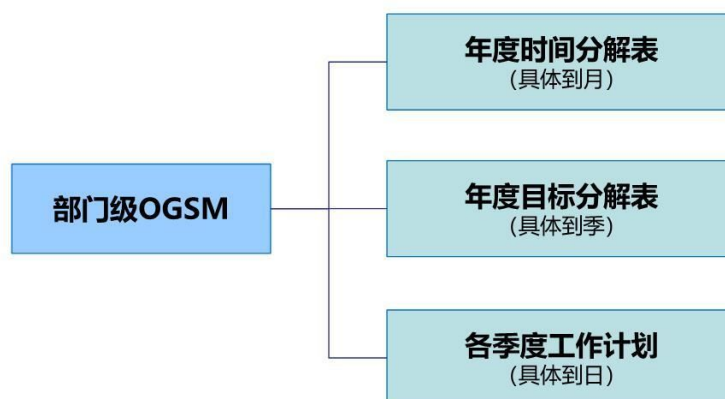 年度时间分解表
(具体到月)
部门级OGSM
年度目标分解表
(具体到季)
各季度工作计划
(具体到日)